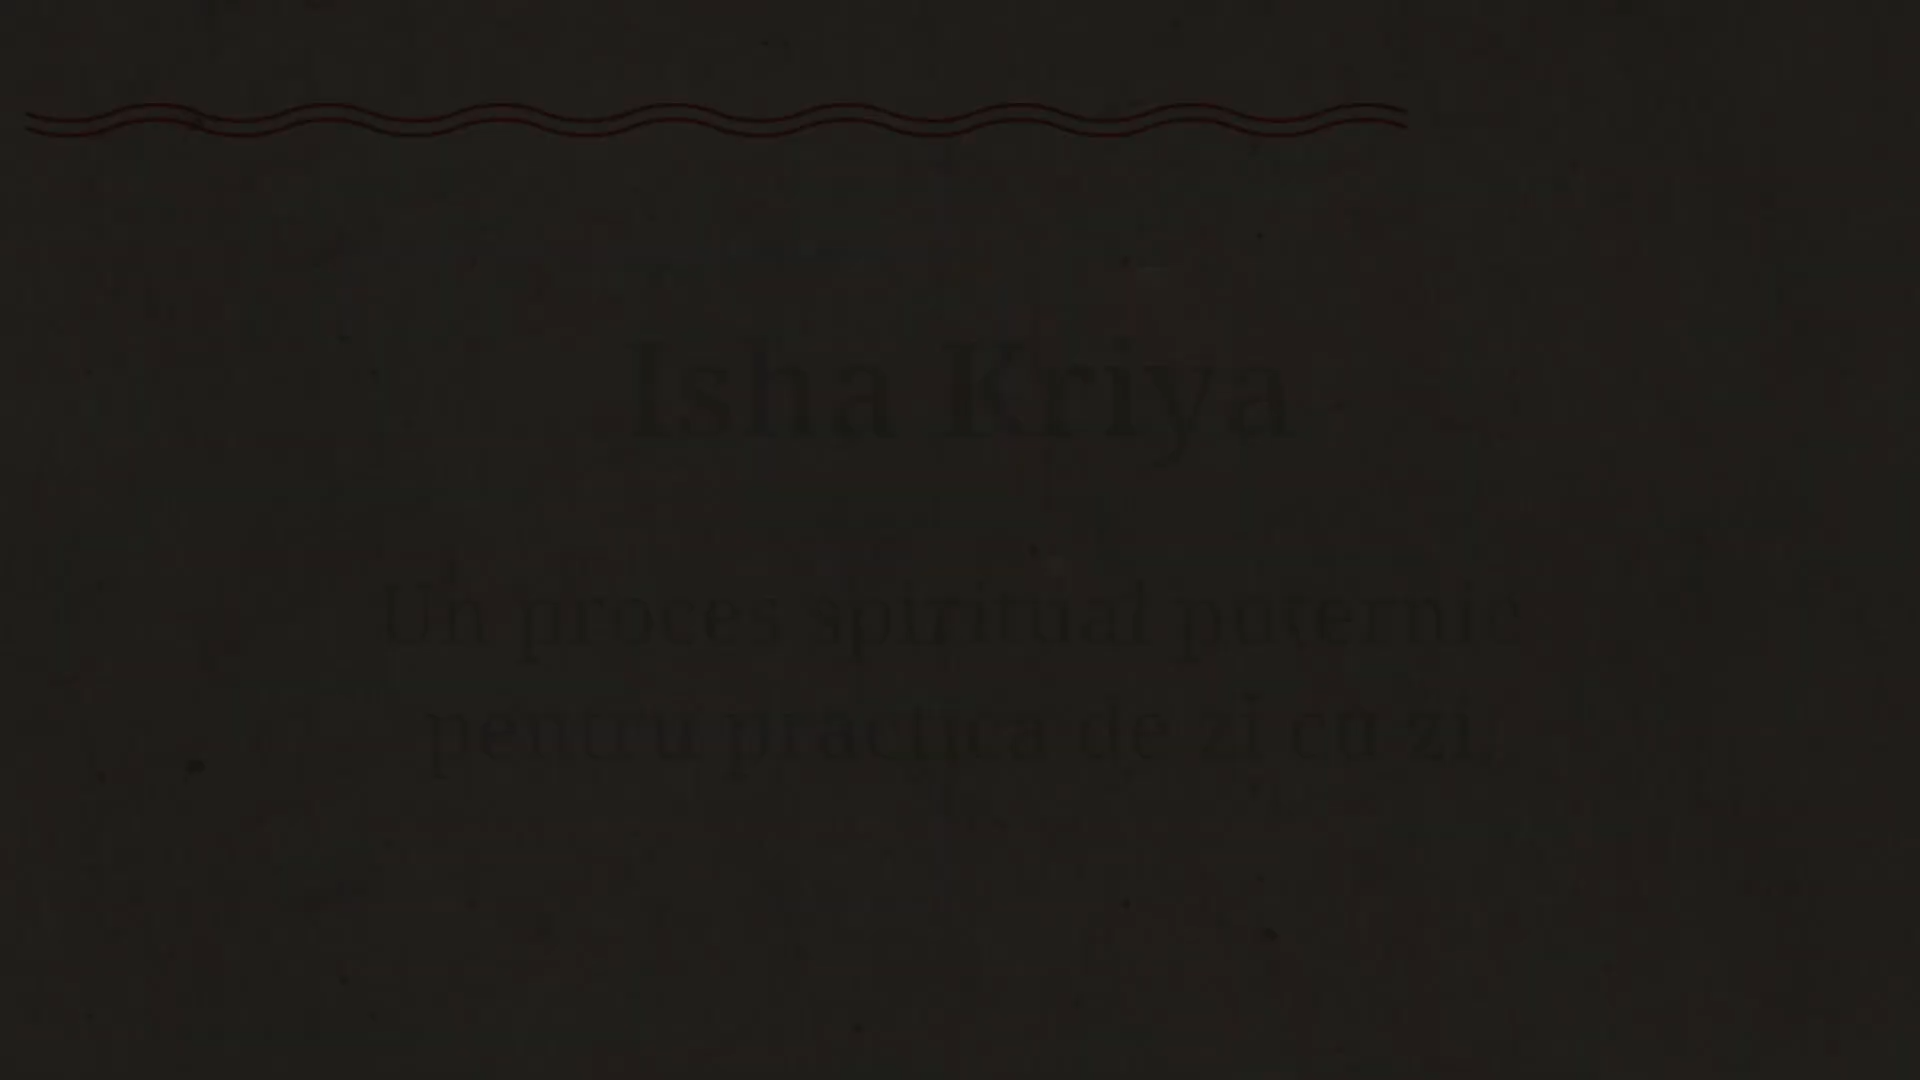 Isha Kriya
Un proces spiritual puternic
pentru practica de zi cu zi